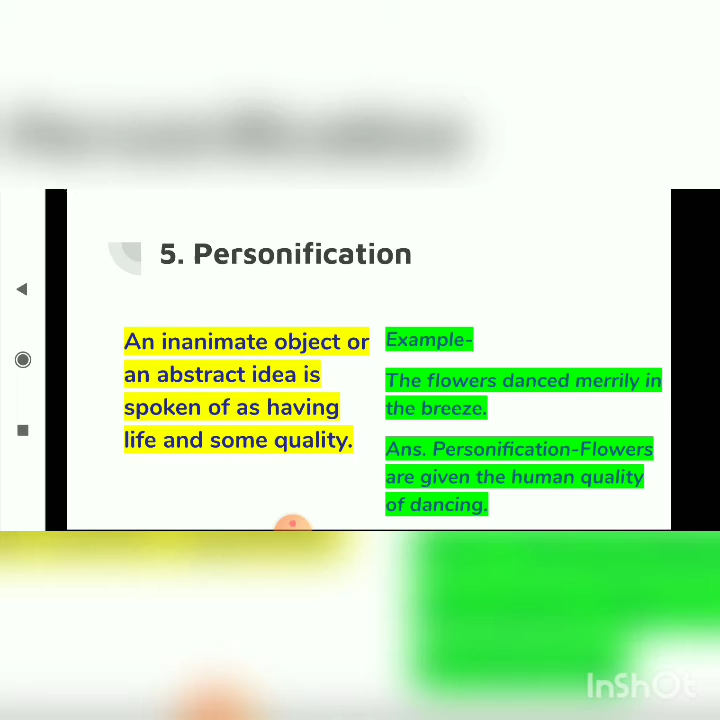 5. Personification
An inanimate object or
an abstract idea is
spoken of as having
life and some quality.
Example-
The flowers danced merrily in
the breeze.
Ans. Personification-Flowers
are given the human quality
of dancing.
InShOt